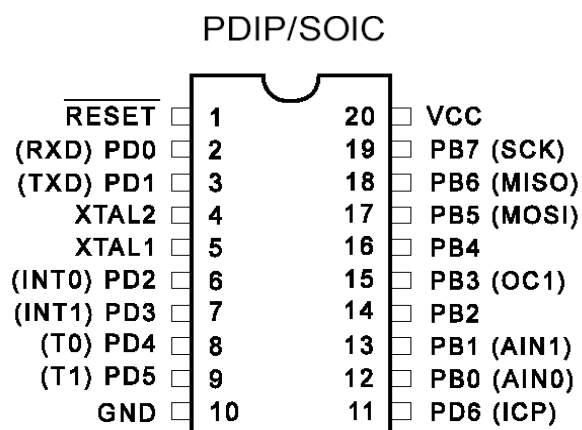 PDIP/SOIC
RESET 1 20 VCC
(RXD) PD0 2 19 PB7 (SCK)
(TXD) PD1 3 18 PB6 (MISO)
XTAL2 4 17 PB5 (MOSI)
XTAL1 5 16 PB4
(INT0) PD2 6 15 PB3 (OC1)
(INT1) PD3 7 14 PB2
(T0) PD4 8 13 PB1 (AIN1)
(T1) PD5 9 12 PB0 (AIN0)
GND 10 11 PD6 (ICP)